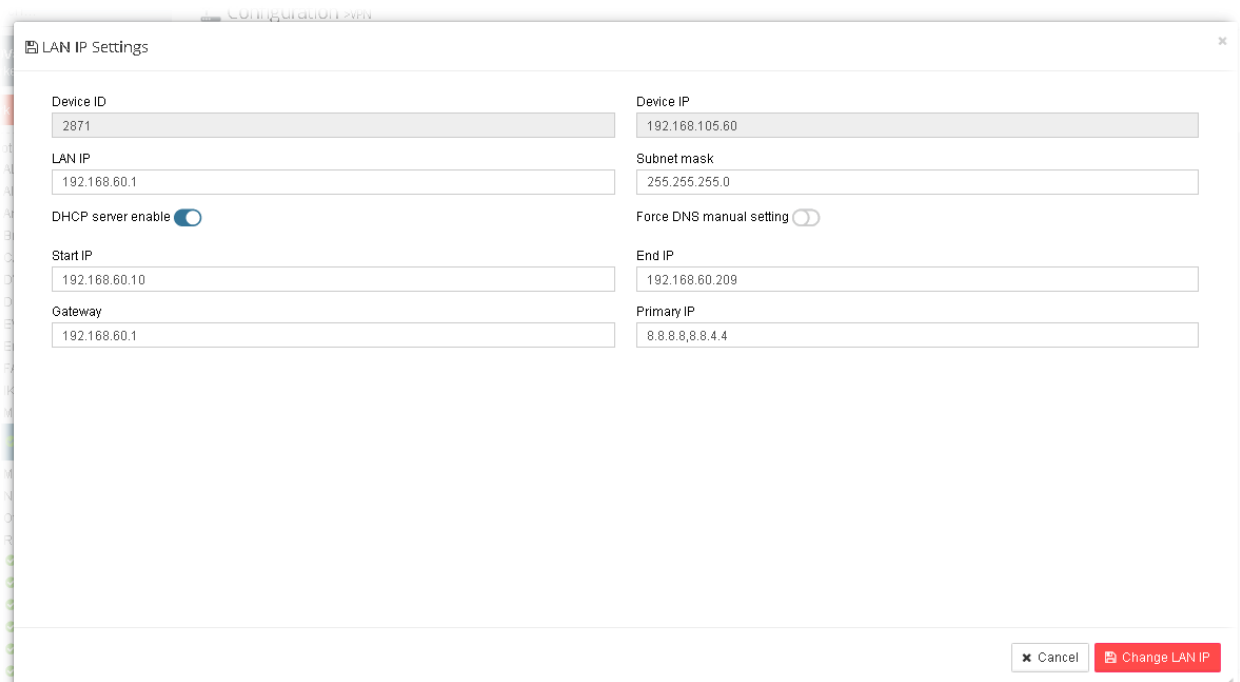 Configuration >VPN
LAN IP Settings
Device ID
Device IP
2871
192.168.105.60
LAN IP
Subnet mask
192.168.60.1
255.255.255.0
DHCP server enable
Force DNS manual setting
Start IP
End IP
192.168.60.10
192.168.60.209
Gateway
Primary IP
192.168.60.1
8.8.8.8,8.8.4.4
Cancel
Change LAN IP